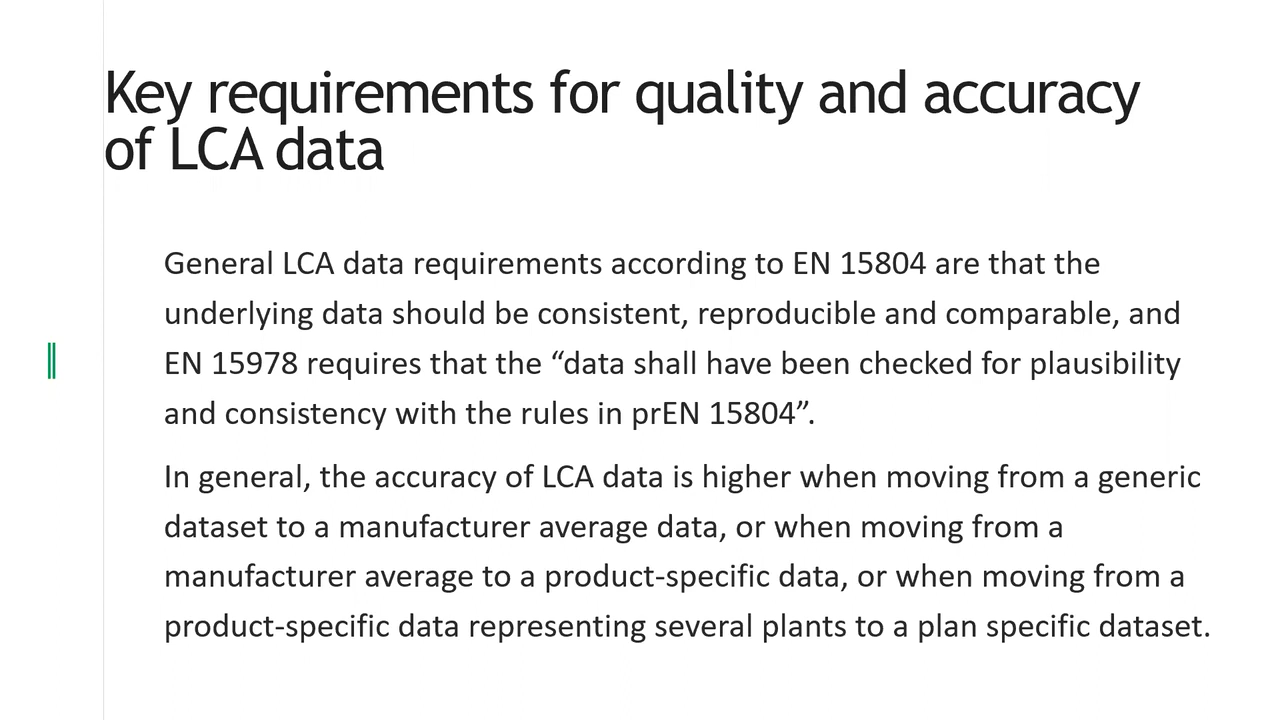 Key requirements for quality and accuracy
of LCA data
General LCA data requirements according to EN 15804 are that the
underlying data should be consistent, reproducible and comparable, and
EN 15978 requires that the “data shall have been checked for plausibility
and consistency with the rules in prEN 15804”.
In general, the accuracy of LCA data is higher when moving from a generic
dataset to a manufacturer average data, or when moving from a
manufacturer average to a product-specific data, or when moving from a
product-specific data representing several plants to a plan specific dataset.